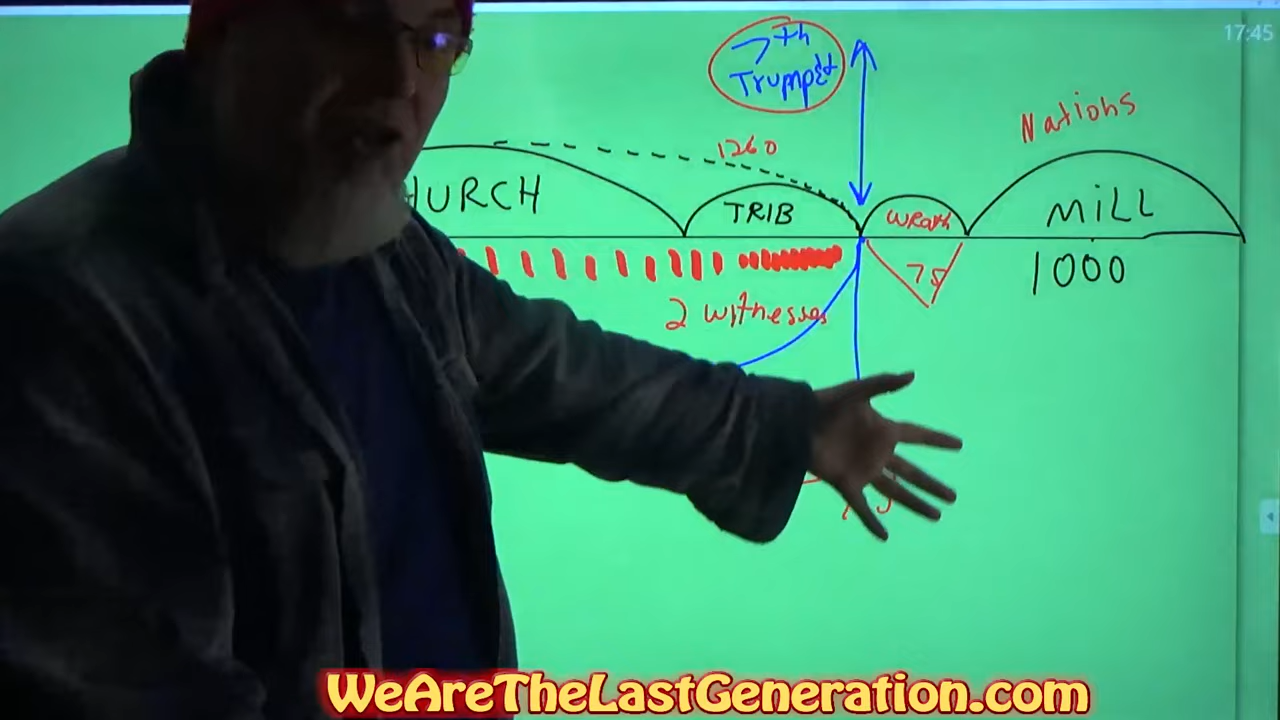 17:45
7th
Trumpet
Nations
1260
HURCH
TRIB
WRath
MiLL
75
1000
2 witnesses
WeAreTheLastGeneration.com